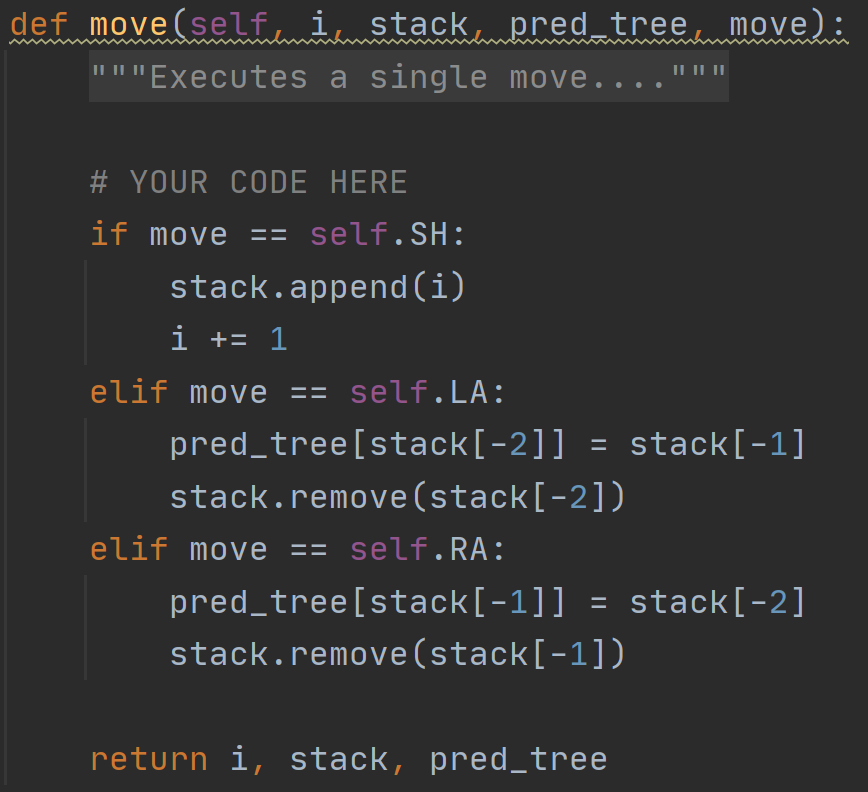 def move(self, i, stack, pred_tree, move):
    """Executes a single move...."""

    # YOUR CODE HERE
    if move == self.SH:
        stack.append(i)
        i += 1
    elif move == self.LA:
        pred_tree[stack[-2]] = stack[-1]
        stack.remove(stack[-2])
    elif move == self.RA:
        pred_tree[stack[-1]] = stack[-2]
        stack.remove(stack[-1])

    return i, stack, pred_tree